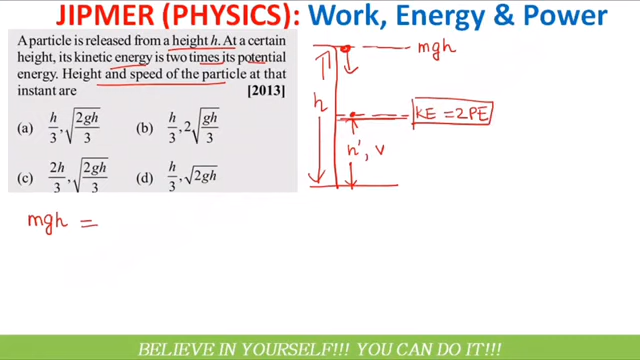 JIPMER (PHYSICS): Work, Energy & Power
A particle is released from a height h. At a certain
height, its kinetic energy is two times its potential
energy. Height and speed of the particle at that
instant are [2013]
(a) h/3, √(2gh/3) (b) h/3, 2√(gh/3)
(c) 2h/3, √(2gh/3) (d) h/3, √2gh
mgh
h
KE = 2PE
h', v
mgh =
BELIEVE IN YOURSELF!!! YOU CAN DO IT!!!